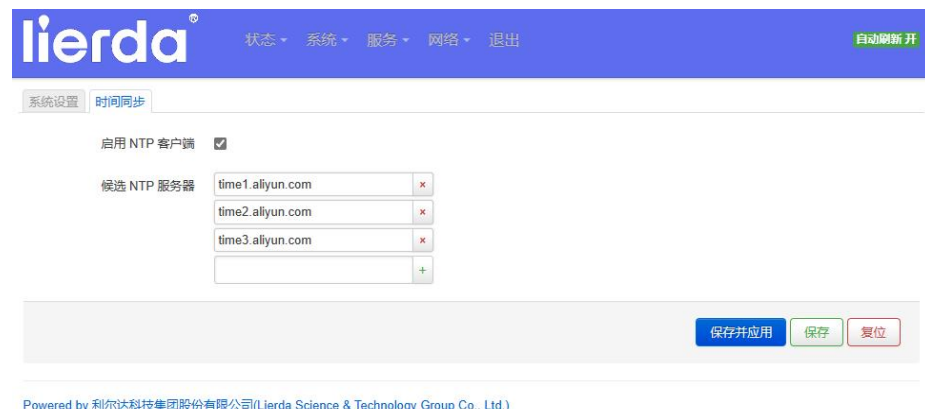 lierda®
状态 系统 服务 网络 退出 自动刷新 开
系统设置 时间同步
启用 NTP 客户端
候选 NTP 服务器 time1.aliyun.com ×
time2.aliyun.com ×
time3.aliyun.com ×
+
保存并应用 保存 复位
Powered by 利尔达科技集团股份有限公司(Lierda Science & Technology Group Co., Ltd.)